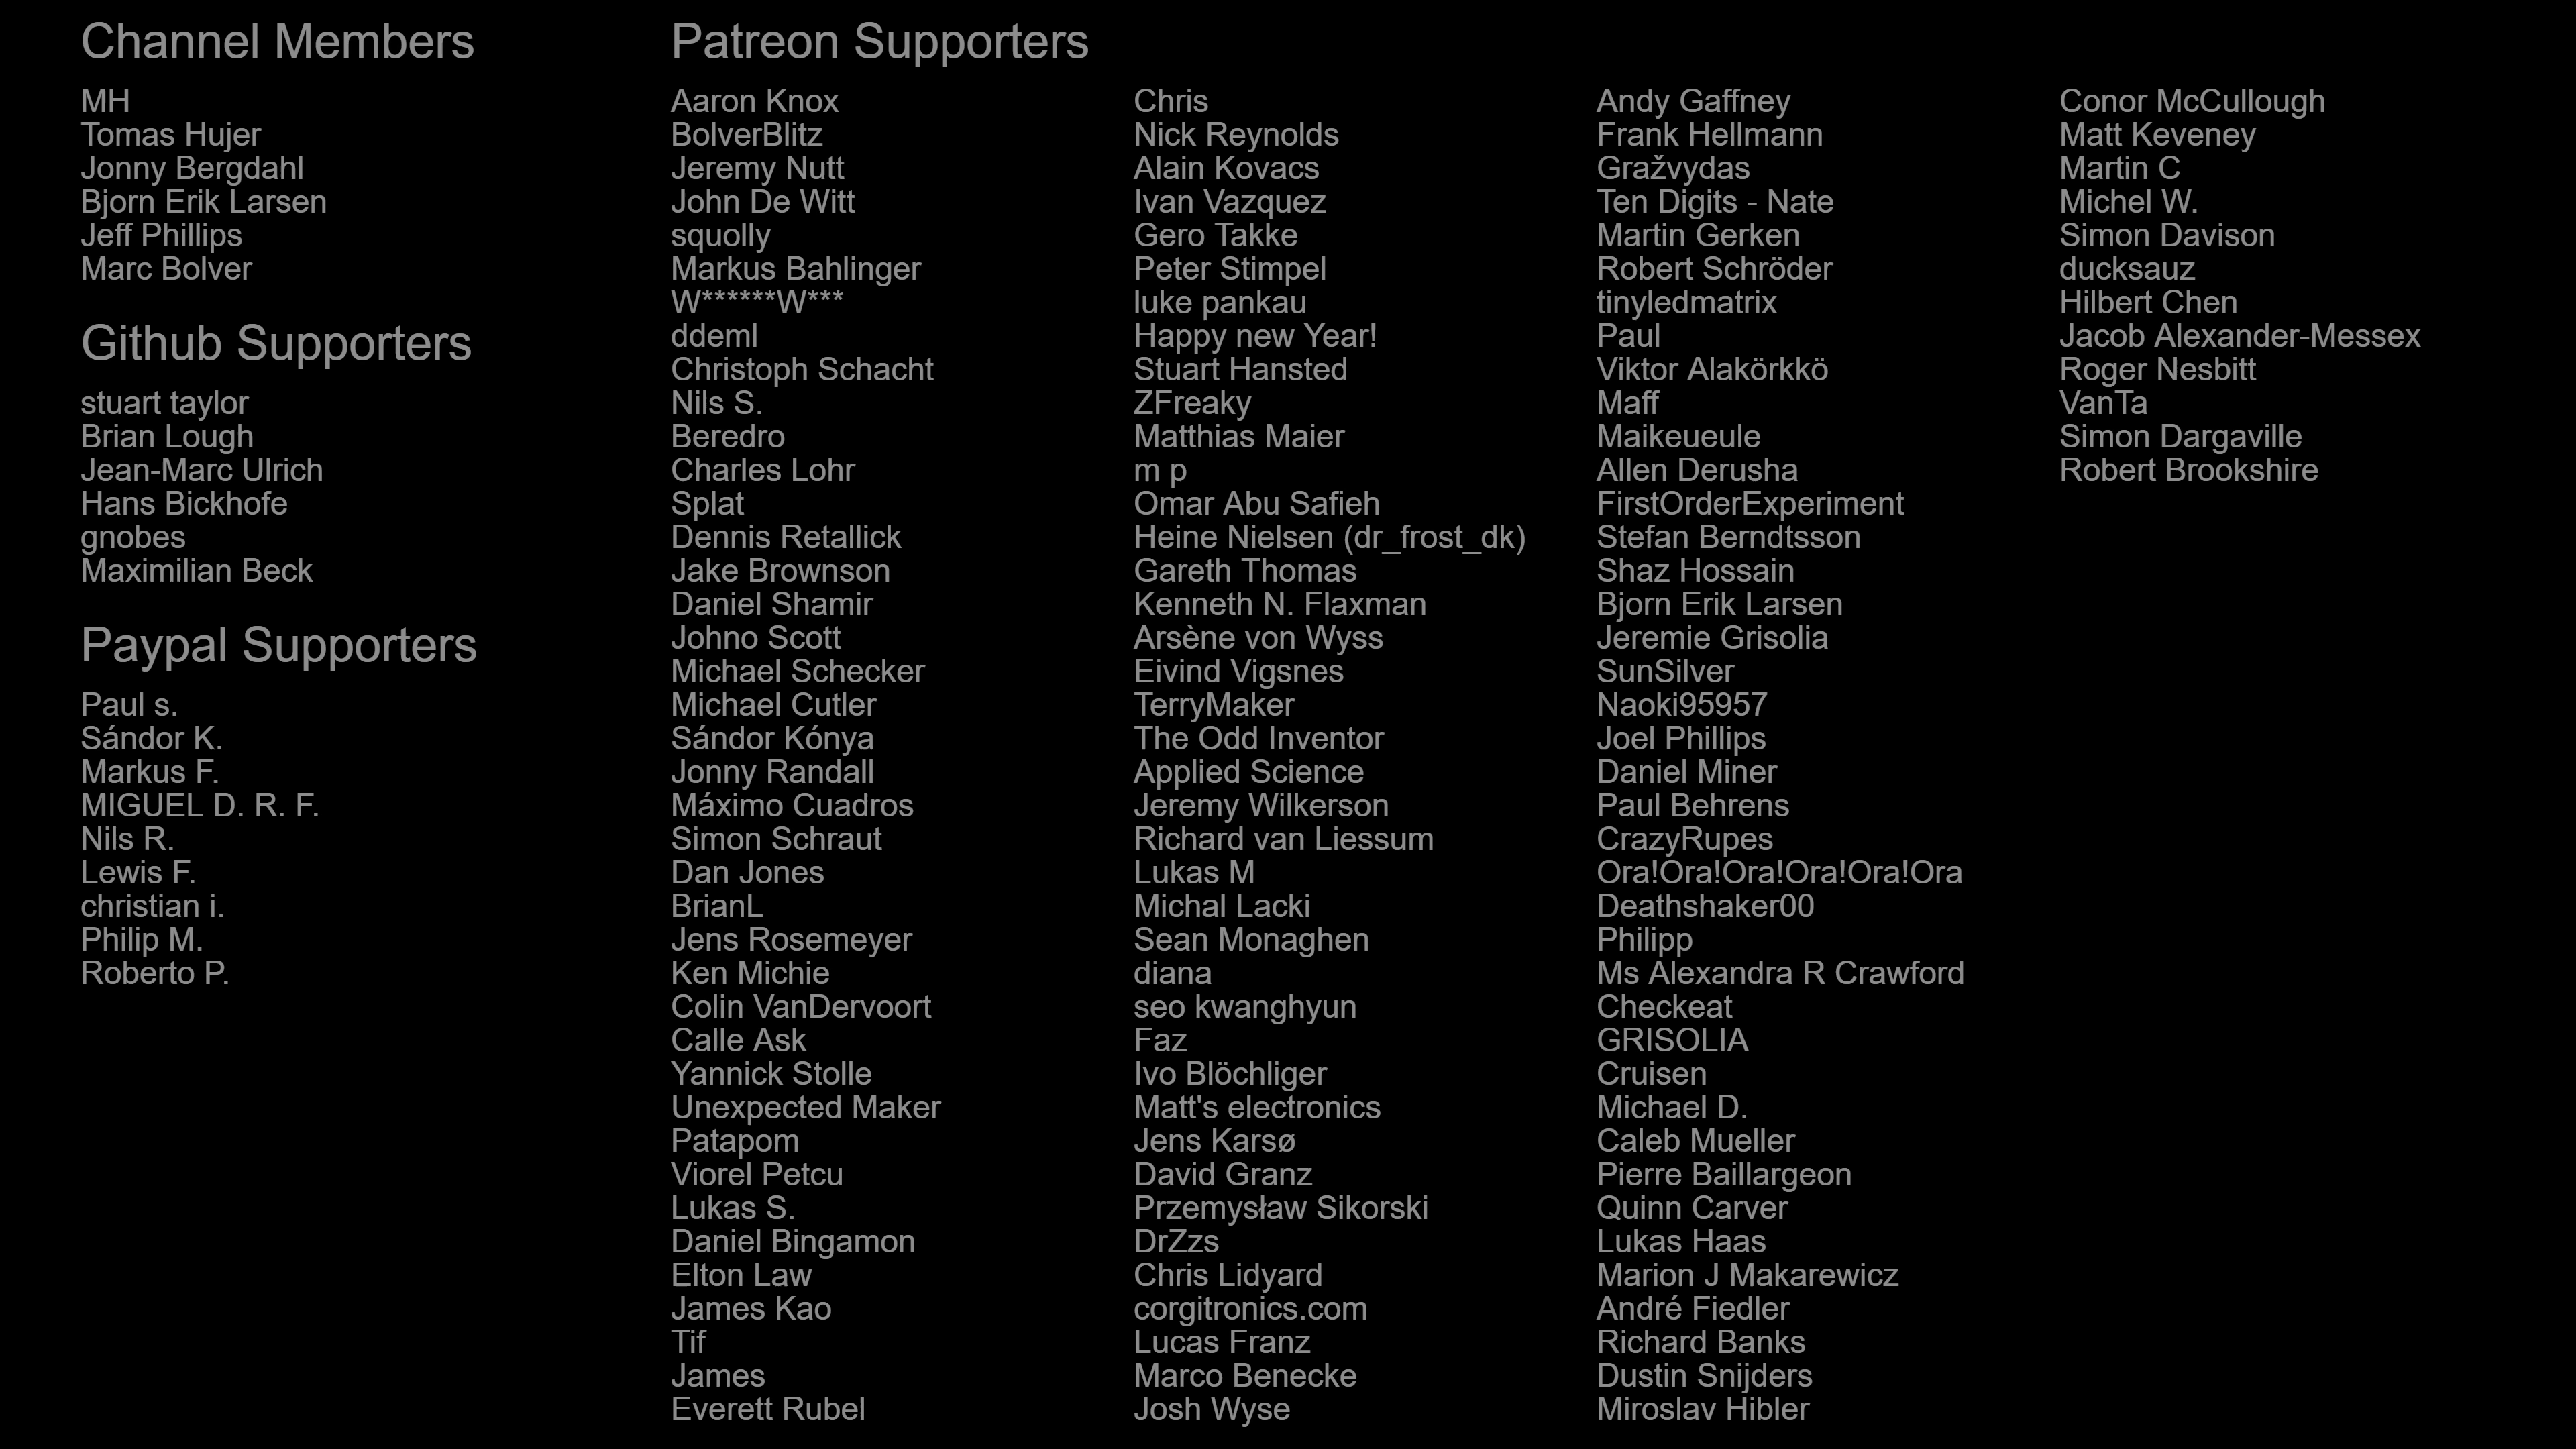 Channel Members
MH
Tomas Hujer
Jonny Bergdahl
Bjorn Erik Larsen
Jeff Phillips
Marc Bolver
Github Supporters
stuart taylor
Brian Lough
Jean-Marc Ulrich
Hans Bickhofe
gnobes
Maximilian Beck
Paypal Supporters
Paul s.
Sándor K.
Markus F.
MIGUEL D. R. F.
Nils R.
Lewis F.
christian i.
Philip M.
Roberto P.
Patreon Supporters
Aaron Knox
BolverBlitz
Jeremy Nutt
John De Witt
squolly
Markus Bahlinger
W******W***
ddeml
Christoph Schacht
Nils S.
Beredro
Charles Lohr
Splat
Dennis Retallick
Jake Brownson
Daniel Shamir
Johno Scott
Michael Schecker
Michael Cutler
Sándor Kónya
Jonny Randall
Máximo Cuadros
Simon Schraut
Dan Jones
BrianL
Jens Rosemeyer
Ken Michie
Colin VanDervoort
Calle Ask
Yannick Stolle
Unexpected Maker
Patapom
Viorel Petcu
Lukas S.
Daniel Bingamon
Elton Law
James Kao
Tif
James
Everett Rubel
Chris
Nick Reynolds
Alain Kovacs
Ivan Vazquez
Gero Takke
Peter Stimpel
luke pankau
Happy new Year!
Stuart Hansted
ZFreaky
Matthias Maier
m p
Omar Abu Safieh
Heine Nielsen (dr_frost_dk)
Gareth Thomas
Kenneth N. Flaxman
Arsène von Wyss
Eivind Vigsnes
TerryMaker
The Odd Inventor
Applied Science
Jeremy Wilkerson
Richard van Liessum
Lukas M
Michal Lacki
Sean Monaghen
diana
seo kwanghyun
Faz
Ivo Blöchliger
Matt's electronics
Jens Karsø
David Granz
Przemysław Sikorski
DrZzs
Chris Lidyard
corgitronics.com
Lucas Franz
Marco Benecke
Josh Wyse
Andy Gaffney
Frank Hellmann
Gražvydas
Ten Digits - Nate
Martin Gerken
Robert Schröder
tinyledmatrix
Paul
Viktor Alakörkkö
Maff
Maikeueule
Allen Derusha
FirstOrderExperiment
Stefan Berndtsson
Shaz Hossain
Bjorn Erik Larsen
Jeremie Grisolia
SunSilver
Naoki95957
Joel Phillips
Daniel Miner
Paul Behrens
CrazyRupes
Ora!Ora!Ora!Ora!Ora!Ora
Deathshaker00
Philipp
Ms Alexandra R Crawford
Checkeat
GRISOLIA
Cruisen
Michael D.
Caleb Mueller
Pierre Baillargeon
Quinn Carver
Lukas Haas
Marion J Makarewicz
André Fiedler
Richard Banks
Dustin Snijders
Miroslav Hibler
Conor McCullough
Matt Keveney
Martin C
Michel W.
Simon Davison
ducksauz
Hilbert Chen
Jacob Alexander-Messex
Roger Nesbitt
VanTa
Simon Dargaville
Robert Brookshire